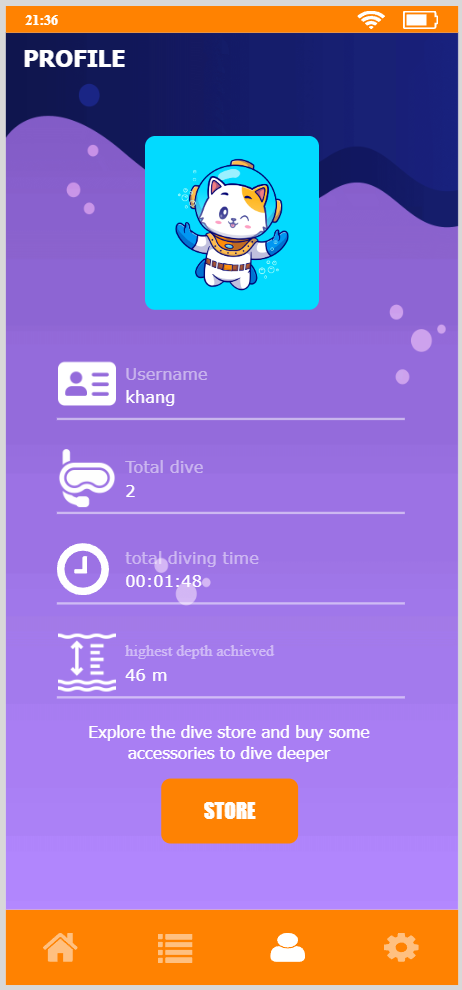 21:36
PROFILE
Username
khang
Total dive
2
total diving time
00:01:48
highest depth achieved
46 m
Explore the dive store and buy some
accessories to dive deeper
STORE